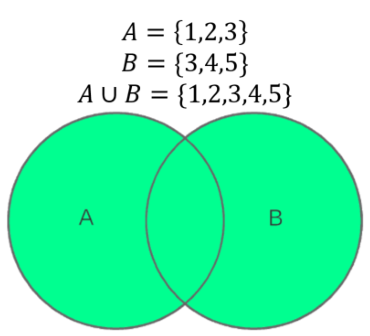 A = {1,2,3}
B = {3,4,5}
A ∪ B = {1,2,3,4,5}
A
B